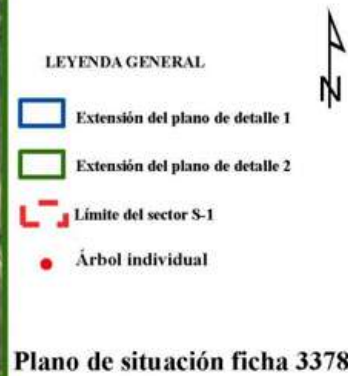 LEYENDA GENERAL
N
Extensión del plano de detalle 1
Extensión del plano de detalle 2
Límite del sector S-1
Árbol individual
Plano de situación ficha 3378